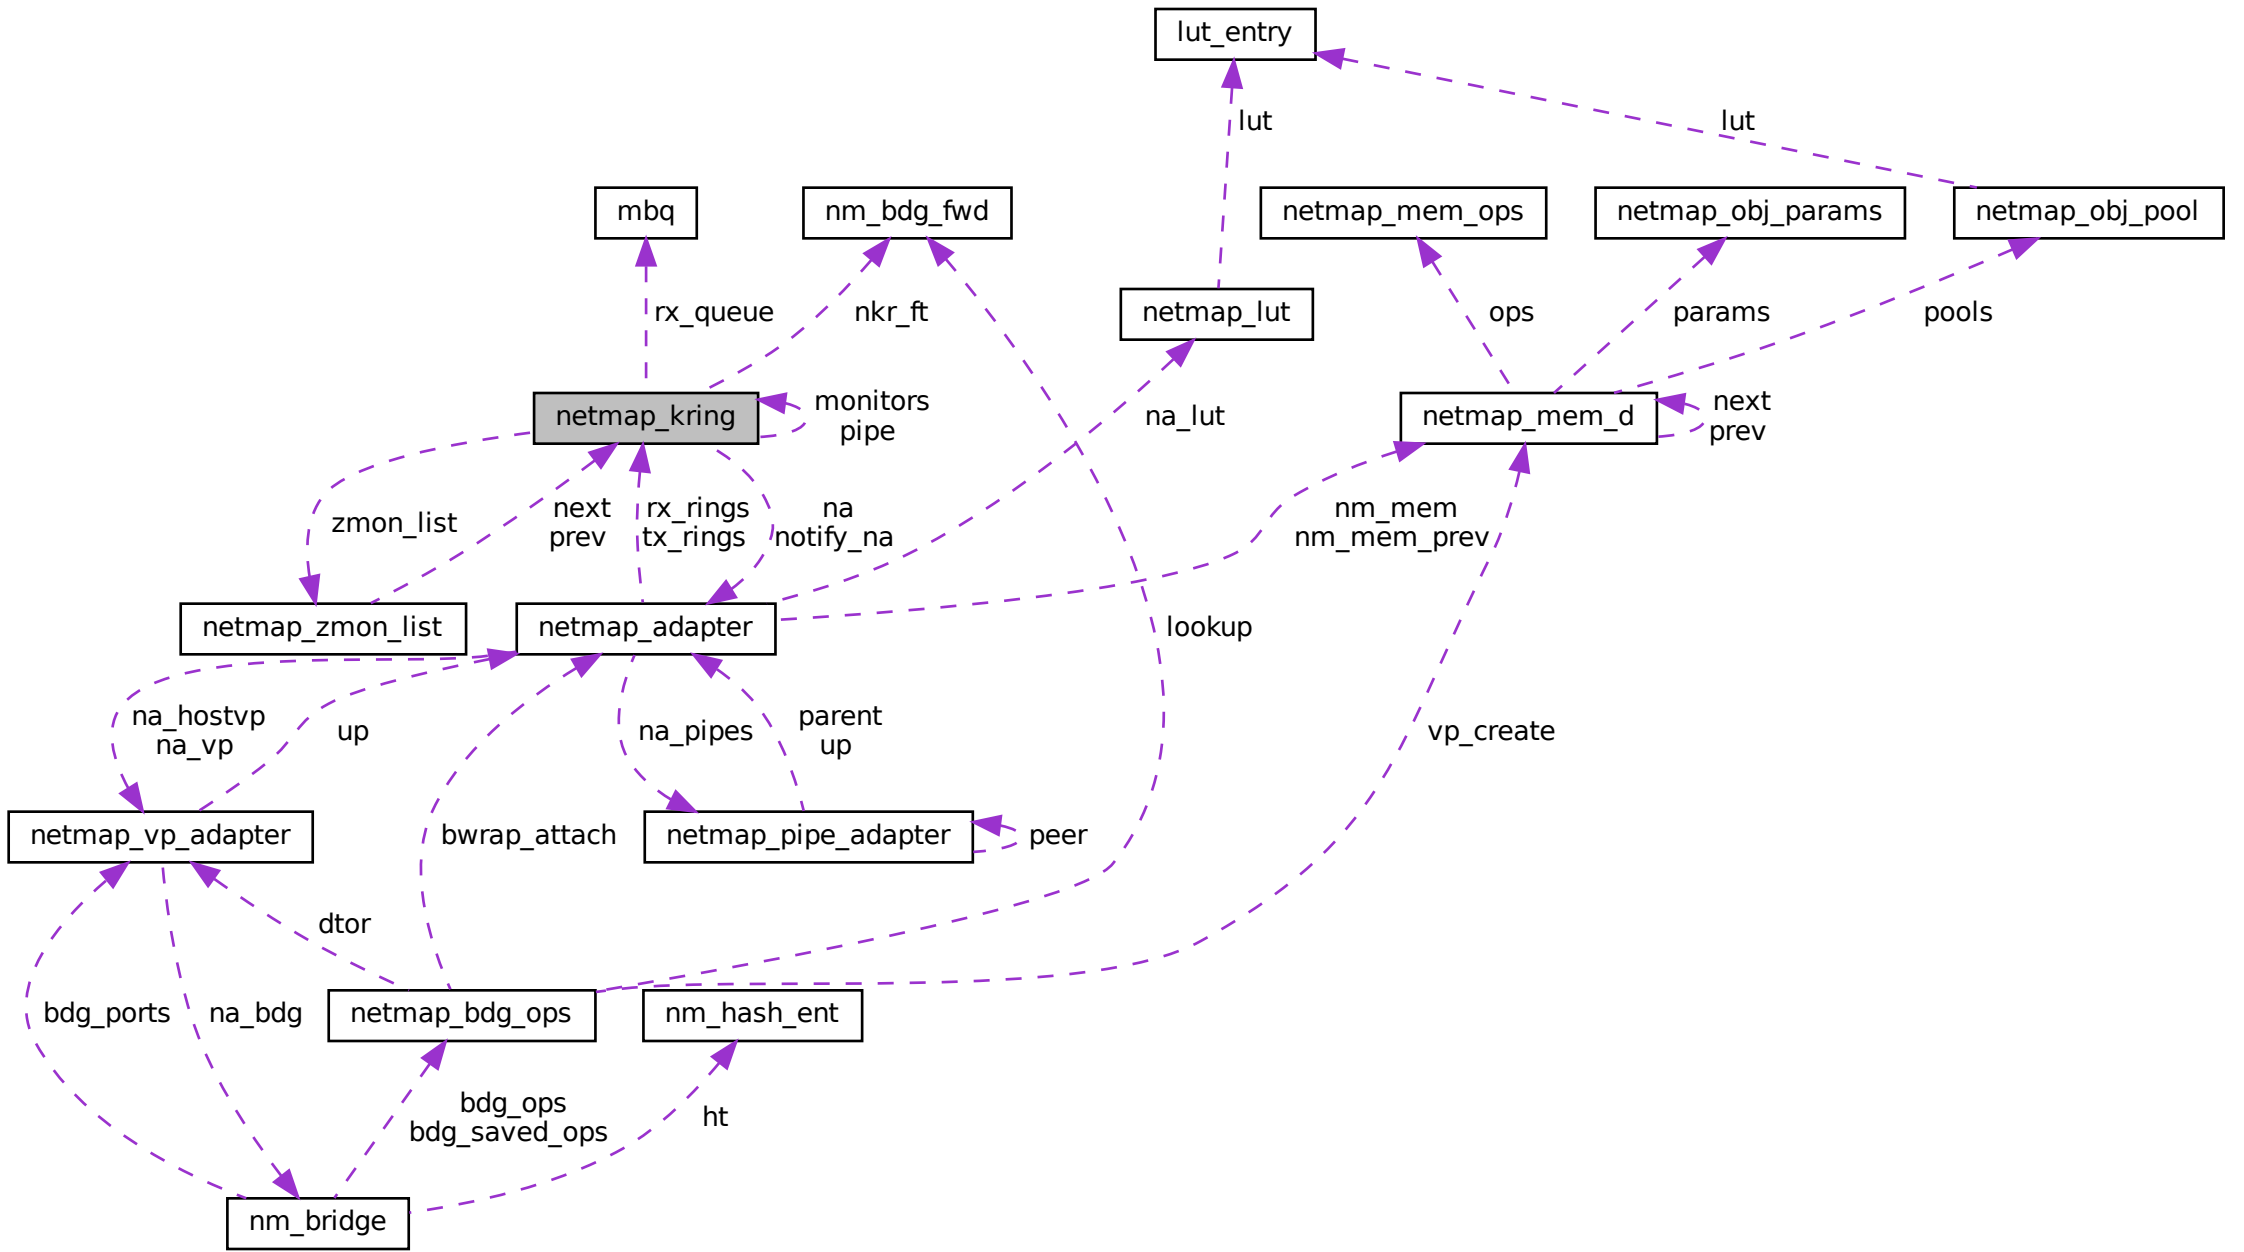 lut_entry
lut
lut
mbq
nm_bdg_fwd
netmap_mem_ops
netmap_obj_params
netmap_obj_pool
rx_queue
nkr_ft
netmap_lut
ops
params
pools
netmap_kring
monitors
pipe
na_lut
netmap_mem_d
next
prev
zmon_list
next
prev
rx_rings
tx_rings
na
notify_na
nm_mem
nm_mem_prev
netmap_zmon_list
netmap_adapter
lookup
na_hostvp
na_vp
up
na_pipes
parent
up
vp_create
netmap_vp_adapter
bwrap_attach
netmap_pipe_adapter
peer
dtor
bdg_ports
na_bdg
netmap_bdg_ops
nm_hash_ent
bdg_ops
bdg_saved_ops
ht
nm_bridge